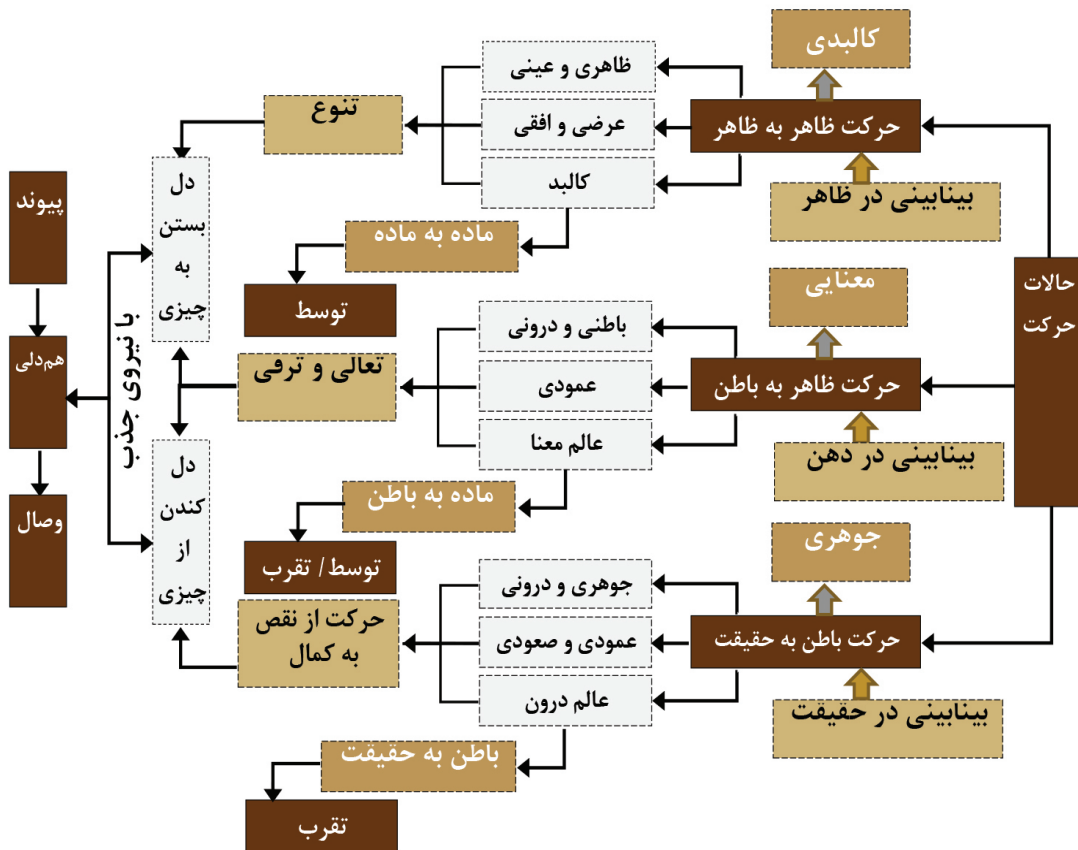 حالات
حرکت
کالبدی
حرکت ظاهر به ظاهر
بینابینی در ظاهر
ظاهری و عینی
عرضی و افقی
کالبد
تنوع
ماده به ماده
توسط
معنایی
حرکت ظاهر به باطن
بینابینی در دهن
باطنی و درونی
عمودی
عالم معنا
تعالی و ترفی
ماده به باطن
توسط / تقرب
جوهری
حرکت باطن به حقیقت
بینابینی در حقیقت
جوهری و درونی
عمودی و صعودی
عالم درون
حرکت از نقص
به کمال
باطن به حقیقت
تقرب
دل
بستن
به
چیزی
دل
کندن
از
چیزی
با نیروی جذب
پیوند
هم‌دلی
وصال